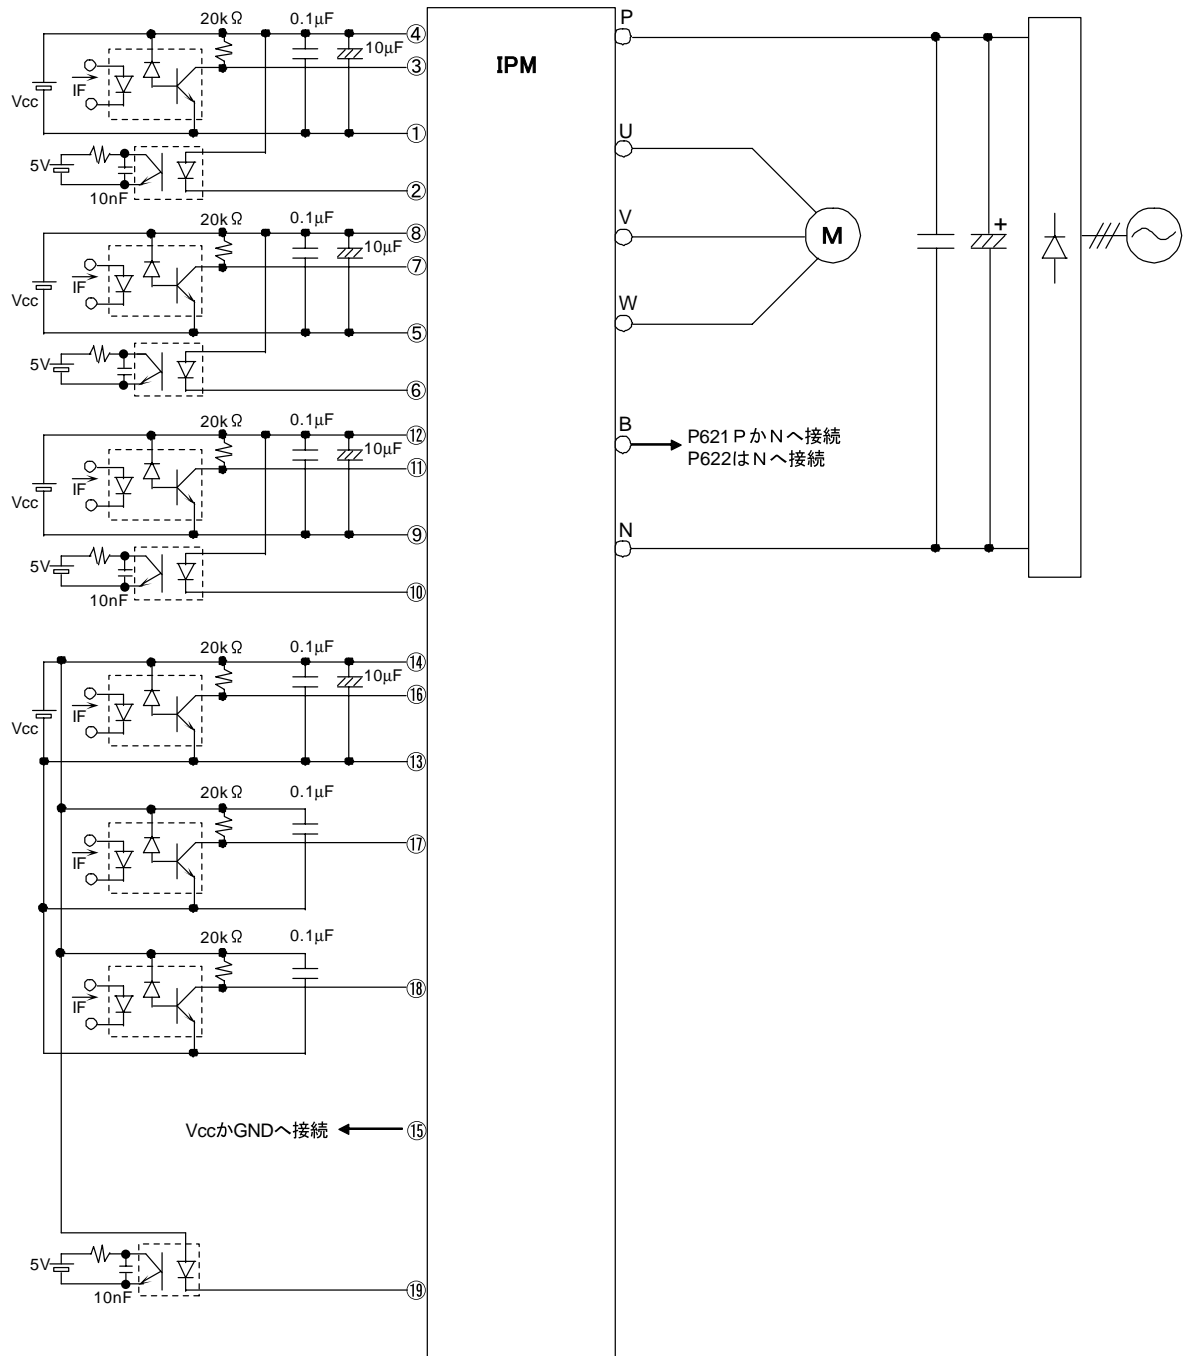 20kΩ 0.1μF
④
10μF
③
IF
Vcc
①
5V
10nF
②
20kΩ 0.1μF
⑧
10μF
⑦
IF
Vcc
⑤
5V
⑥
20kΩ 0.1μF
⑫
10μF
⑪
IF
Vcc
⑨
5V
10nF
⑩
20kΩ 0.1μF
⑭
10μF
⑯
IF
Vcc
⑬
20kΩ 0.1μF
⑰
IF
20kΩ 0.1μF
⑱
IF
VccかGNDへ接続
⑮
5V
10nF
⑲
IPM
P
U
V
M
+
W
B
P621 PかNへ接続
P622はNへ接続
N